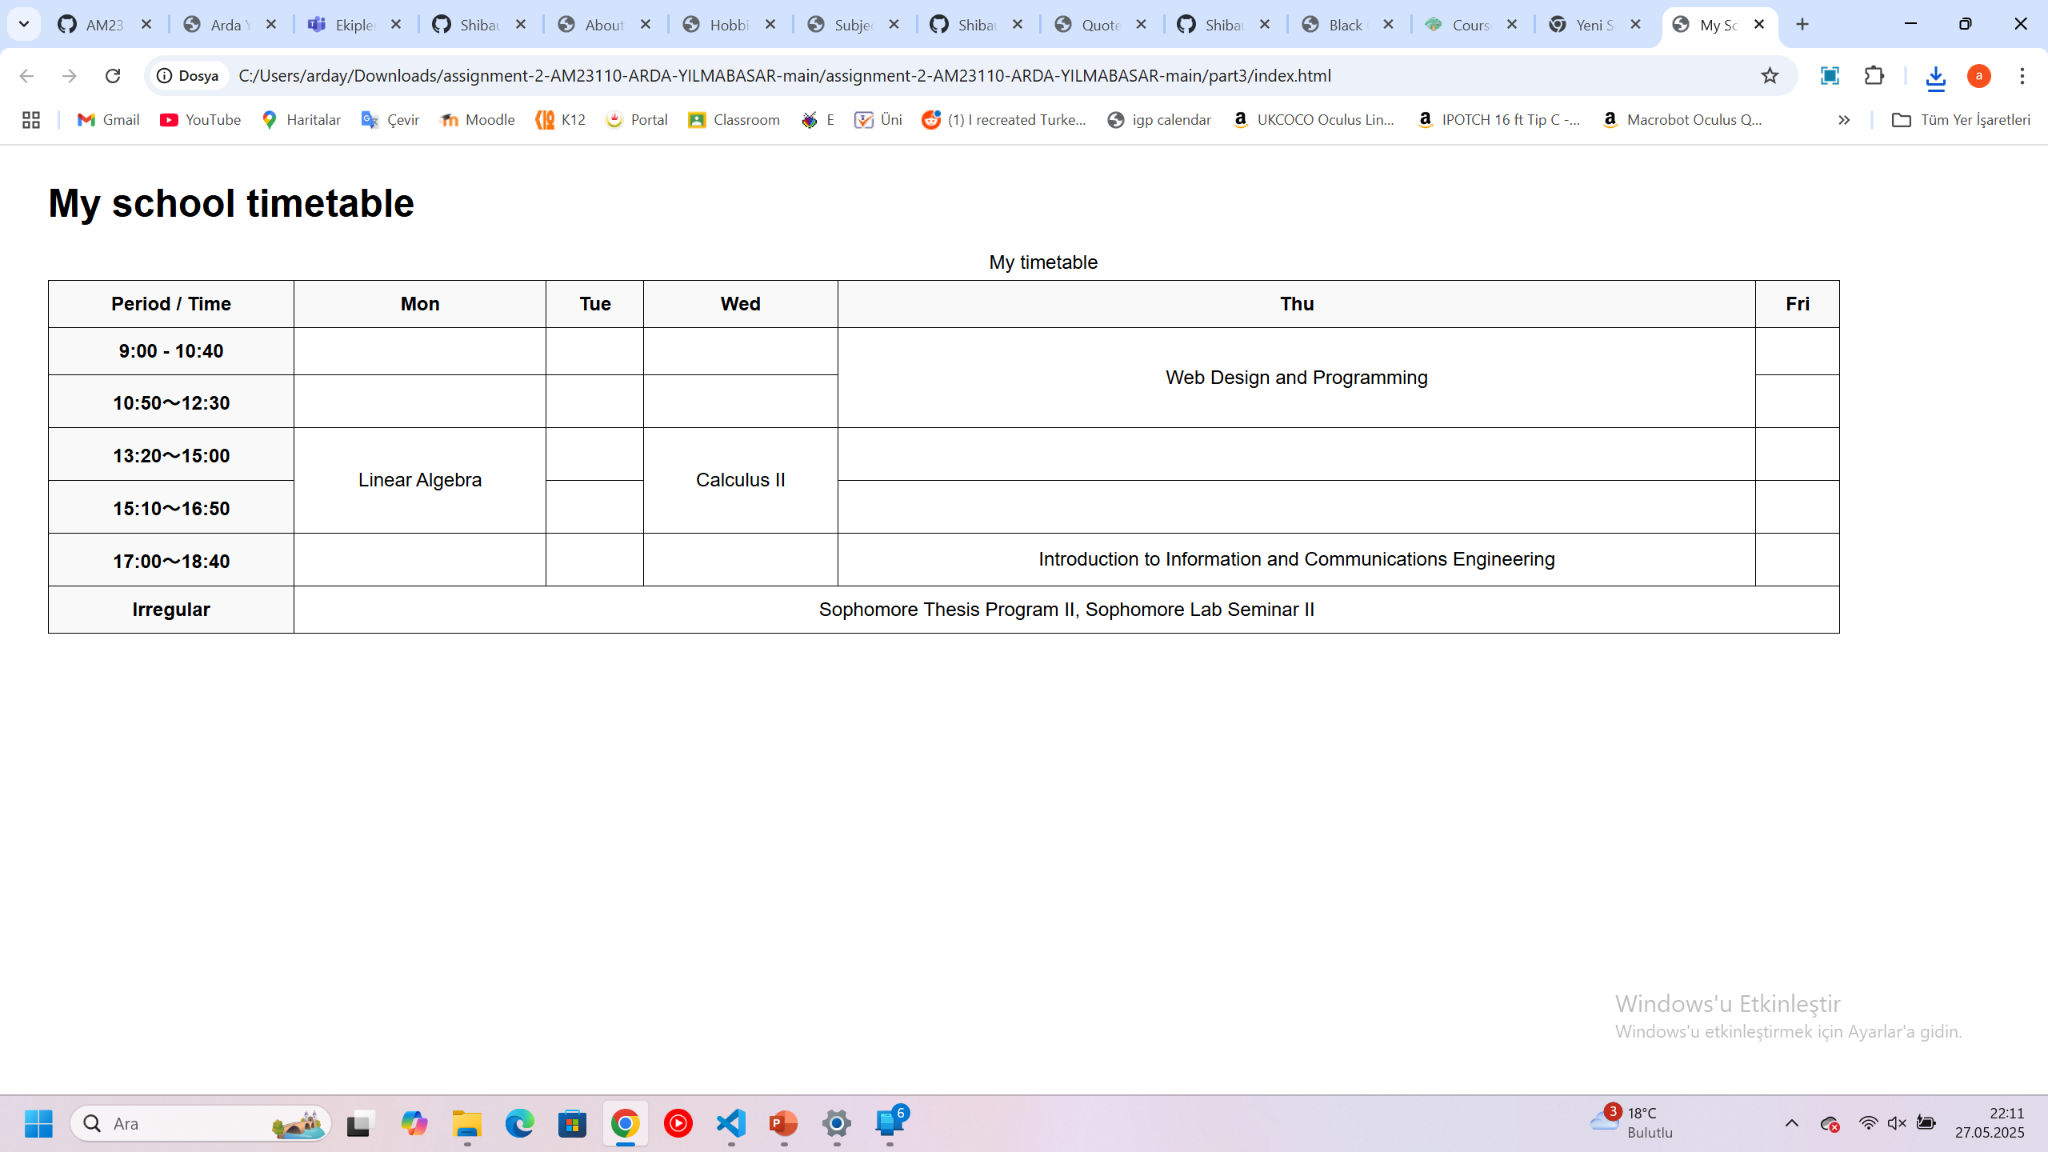 AM23 Arda Y Ekiple Shibau About Hobbi Subjec Shibau Quote Shibau Black Cours Yeni S My Sc
Dosya C:/Users/arday/Downloads/assignment-2-AM23110-ARDA-YILMABASAR-main/assignment-2-AM23110-ARDA-YILMABASAR-main/part3/index.html a
Gmail YouTube Haritalar Çevir Moodle K12 Portal Classroom E Üni (1) I recreated Turke... igp calendar UKCOCO Oculus Lin... IPOTCH 16 ft Tip C -... Macrobot Oculus Q... » Tüm Yer İşaretleri
My school timetable
My timetable
Period / Time Mon Tue Wed Thu Fri
9:00 - 10:40
Web Design and Programming
10:50〜12:30
13:20〜15:00
Linear Algebra Calculus II
15:10〜16:50
17:00〜18:40 Introduction to Information and Communications Engineering
Irregular Sophomore Thesis Program II, Sophomore Lab Seminar II
Windows'u Etkinleştir
Windows'u etkinleştirmek için Ayarlar'a gidin.
Ara 6 3 18°C 22:11
Bulutlu 27.05.2025